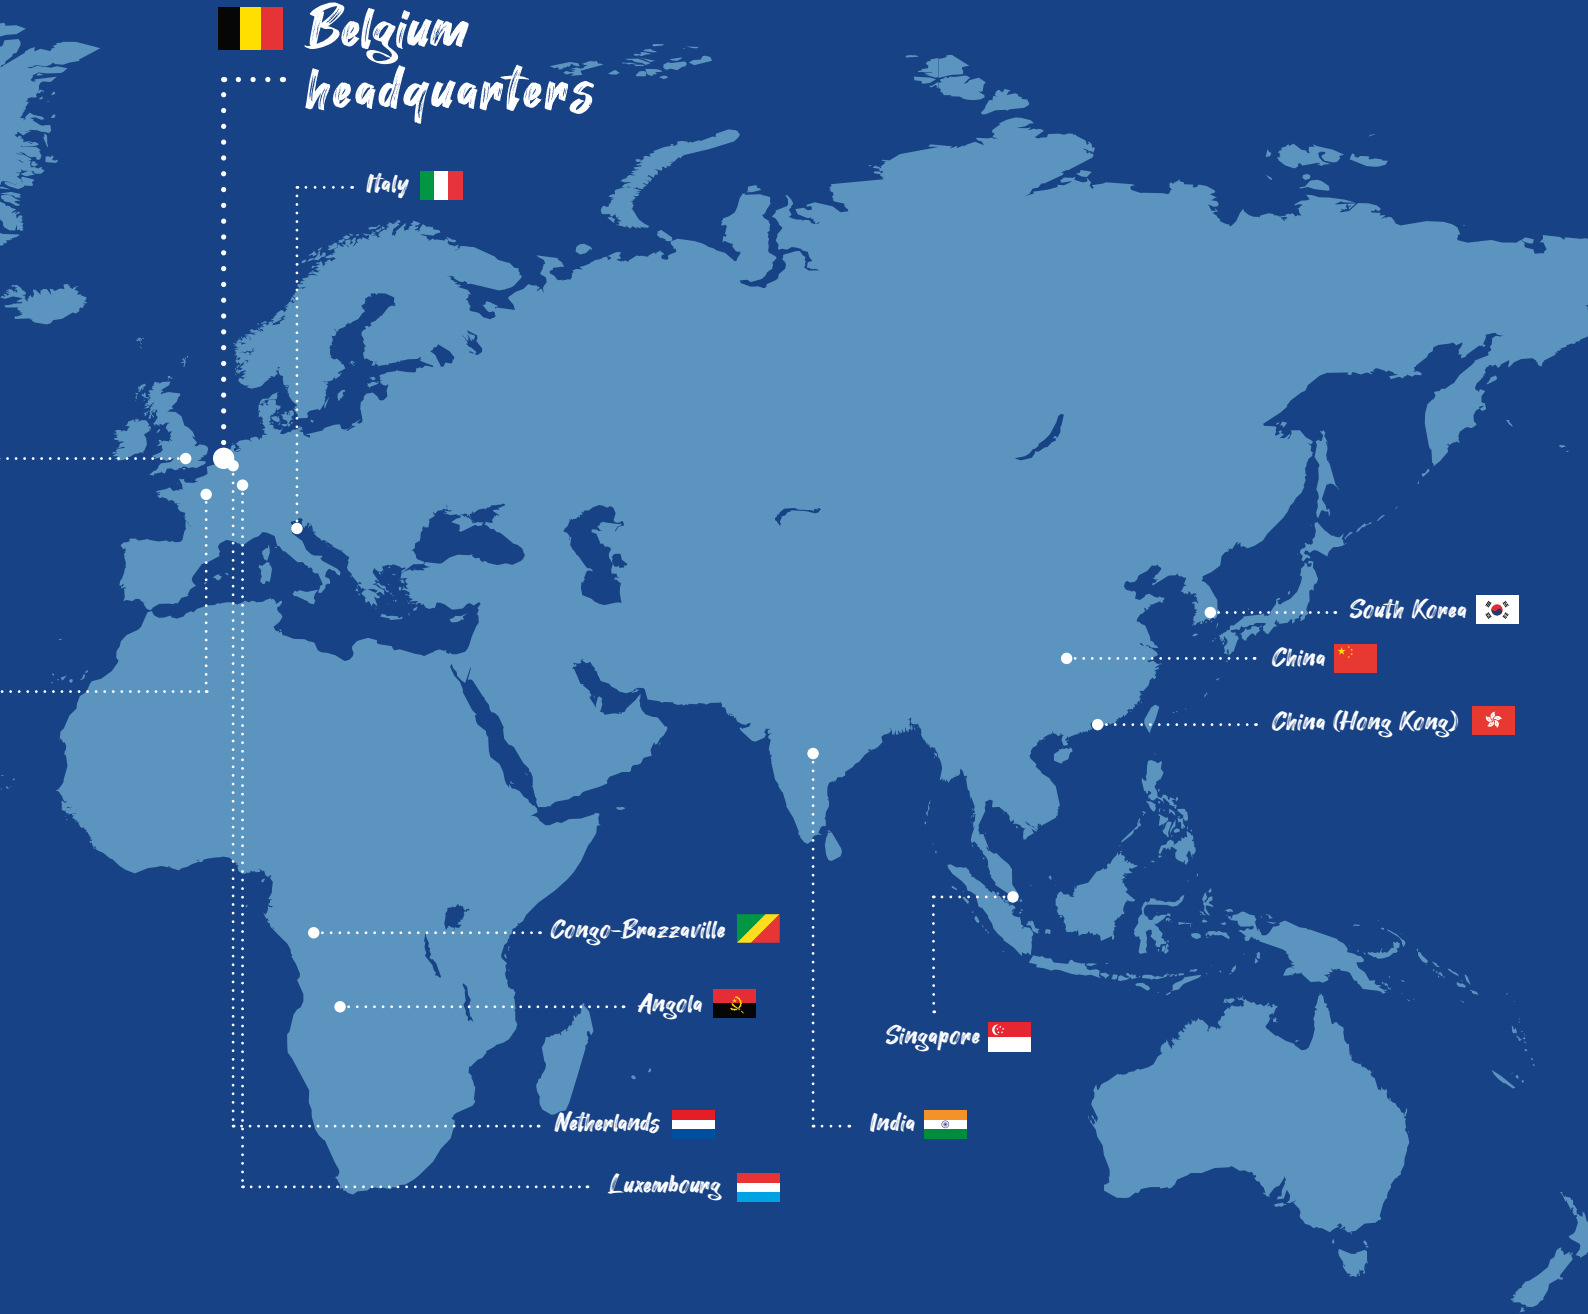 Belgium
headquarters
Italy
South Korea
China
China (Hong Kong)
Congo-Brazzaville
Angola
Singapore
Netherlands
India
Luxembourg